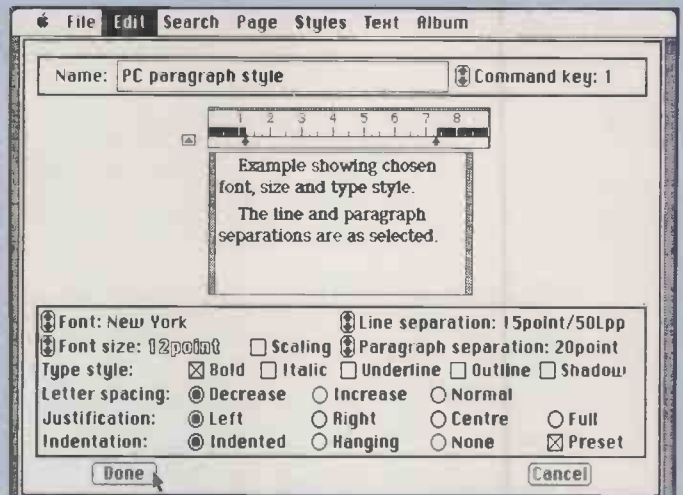 File Edit Search Page Styles Text Album
Name: PC paragraph style Command key: 1
1 2 3 4 5 6 7 8
Example showing chosen
font, size and type style.
The line and paragraph
separations are as selected.
Font: New York Line separation: 15point/50Lpp
Font size: 12point Scaling Paragraph separation: 20point
Type style: Bold Italic Underline Outline Shadow
Letter spacing: Decrease Increase Normal
Justification: Left Right Centre Full
Indentation: Indented Hanging None Preset
Done Cancel